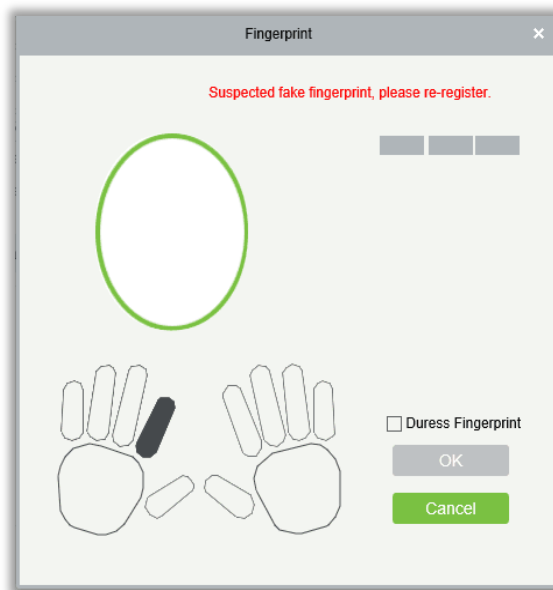 Fingerprint
×
Suspected fake fingerprint, please re-register.
Duress Fingerprint
OK
Cancel